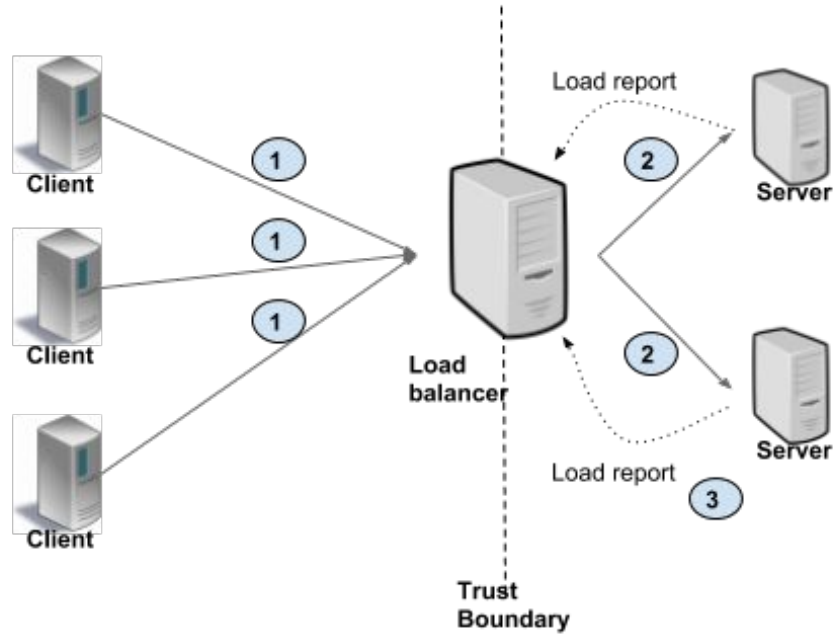 Load report
1
2
Client
Server
1
1
Client
2
Load
balancer
Server
Load report
3
Client
Trust
Boundary